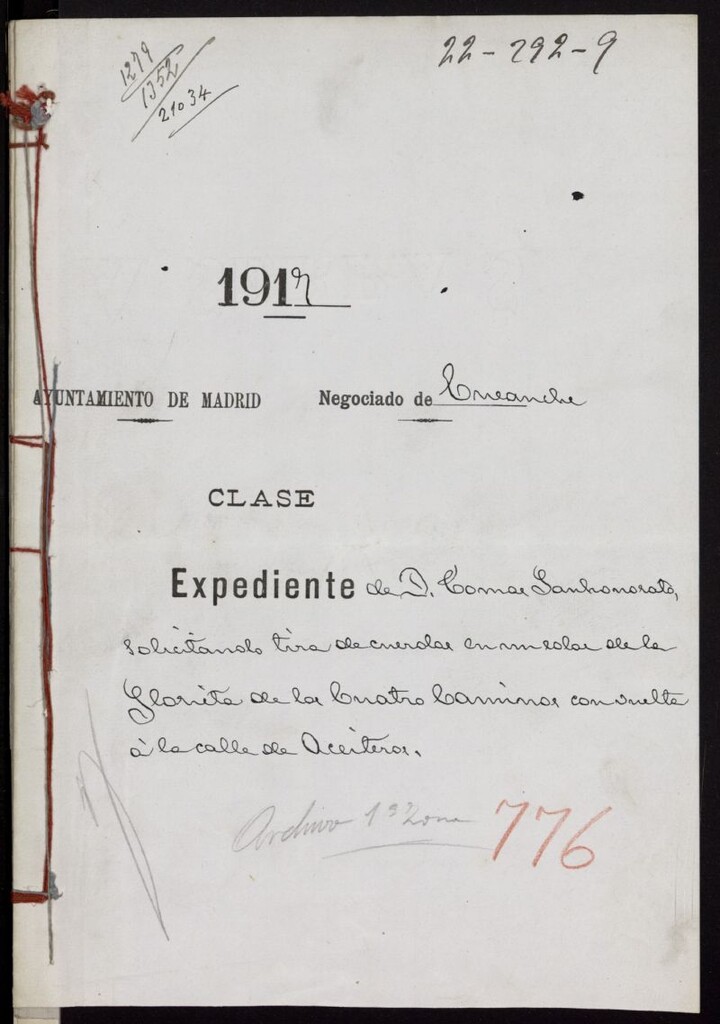 1279
1352
21034
22-292-9
1917
AYUNTAMIENTO DE MADRID Negociado de Ensanche
CLASE
Expediente de D. Tomas Sanhonorato,
solicitando tira de cuerdas en un solar de la
Glorieta de los Cuatro Caminos con vuelta
á la calle de Aceiteros.
Archivo 1ª Zona 776